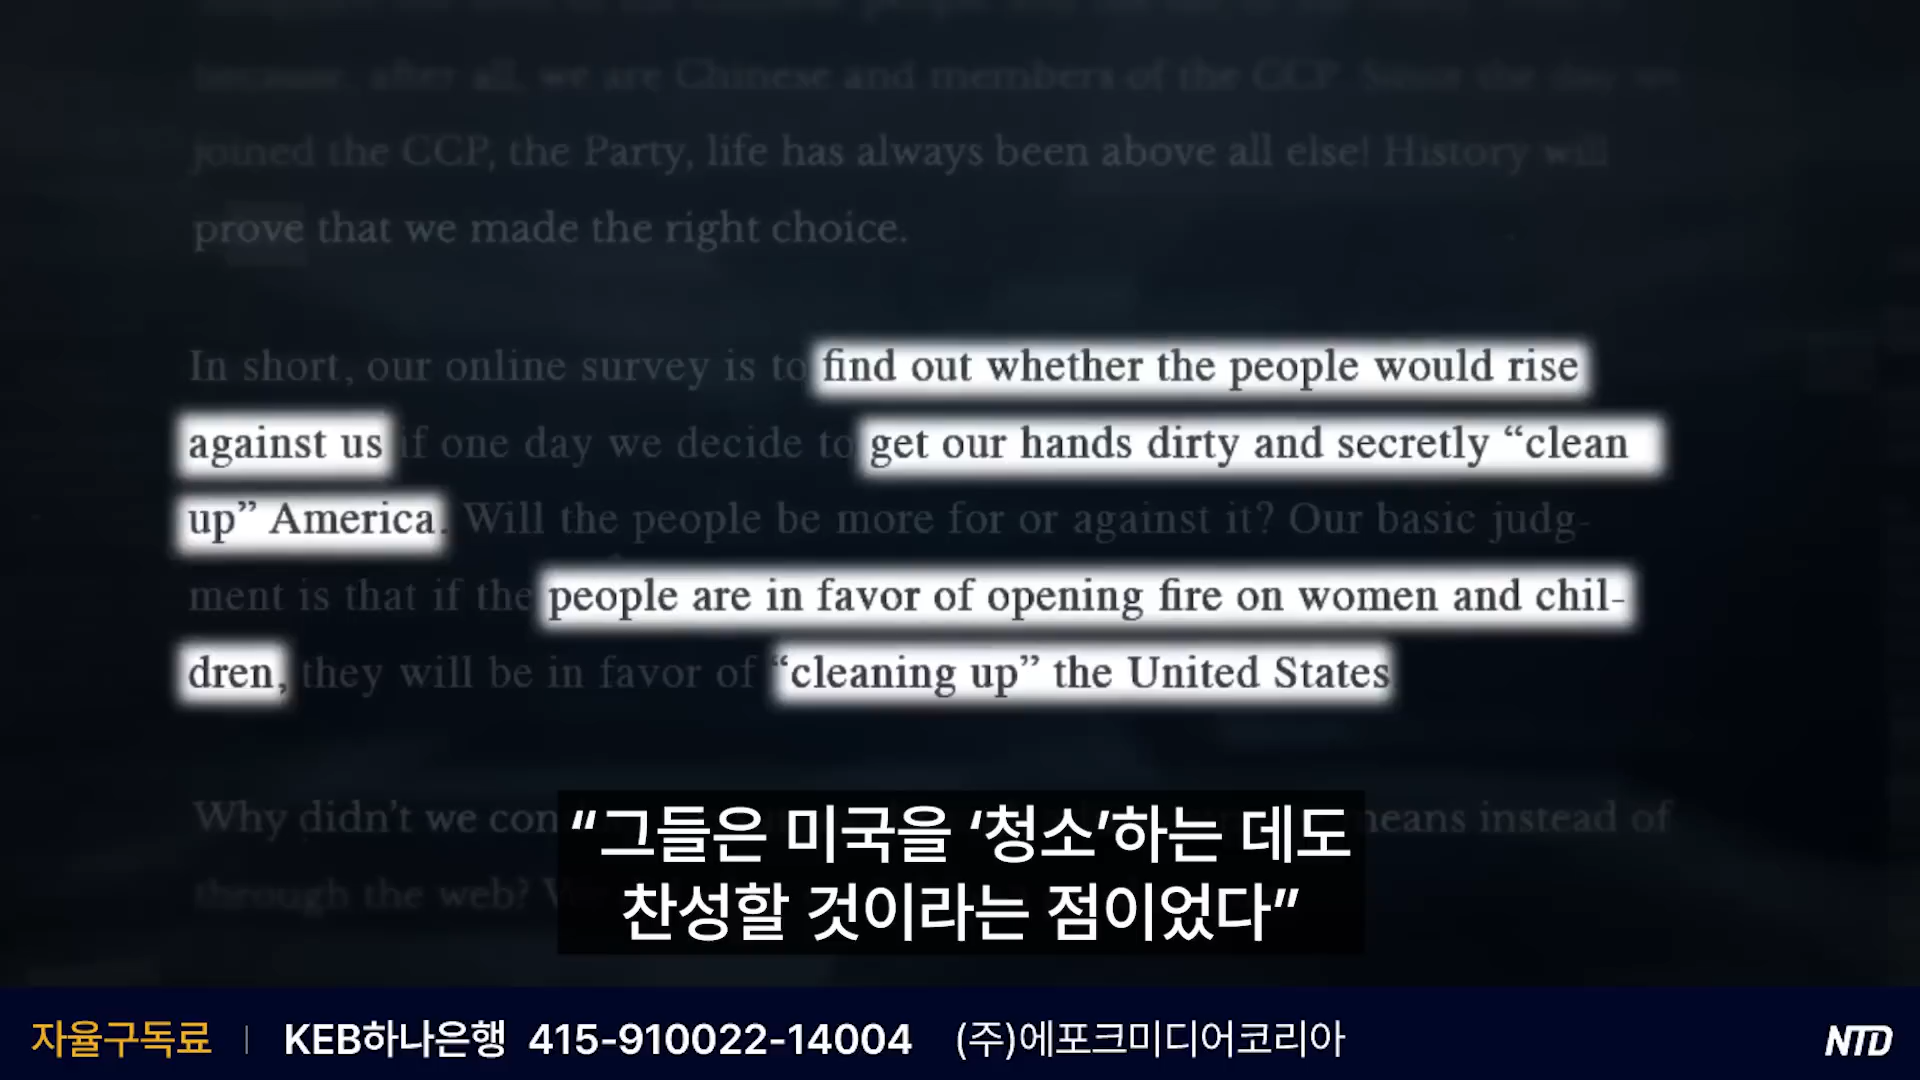 because, after all, we are Chinese and members of the CCP. Since the day we
joined the CCP, the Party, life has always been above all else! History will
prove that we made the right choice.
In short, our online survey is to find out whether the people would rise
against us if one day we decide to get our hands dirty and secretly “clean
up” America. Will the people be more for or against it? Our basic judg-
ment is that if the people are in favor of opening fire on women and chil-
dren, they will be in favor of “cleaning up” the United States
Why didn’t we con means instead of
through the web?
“그들은 미국을 ‘청소’하는 데도
찬성할 것이라는 점이었다”
자율구독료 | KEB하나은행 415-910022-14004 (주)에포크미디어코리아
NTD